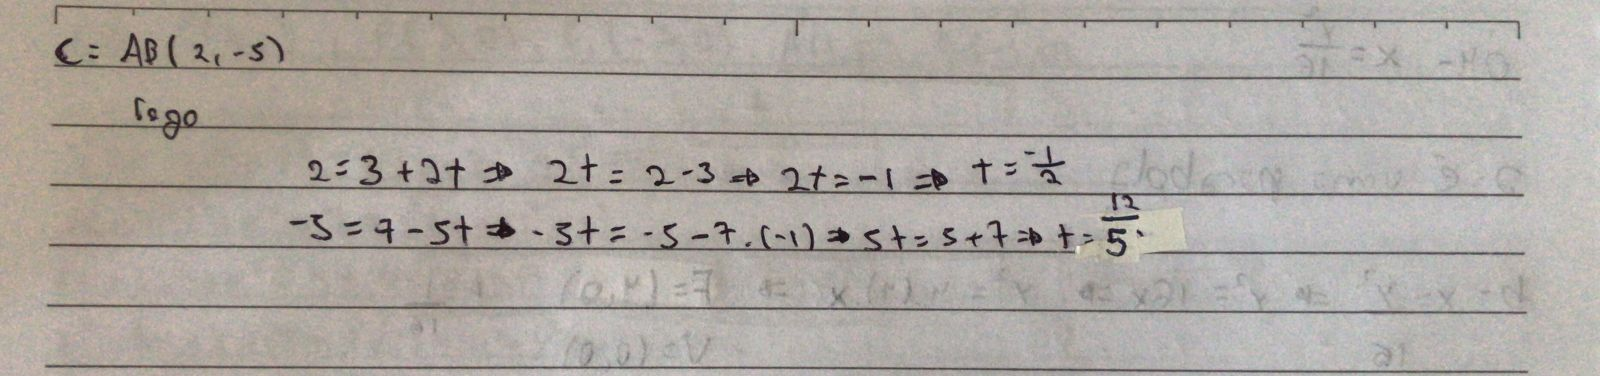 C = AB(2, -5)
logo
2 = 3 + 2t ⇒ 2t = 2 - 3 ⇒ 2t = -1 ⇒ t = -1/2
-5 = 7 - 5t ⇒ -5t = -5 - 7 . (-1) ⇒ 5t = 5 + 7 ⇒ t = 12/5.